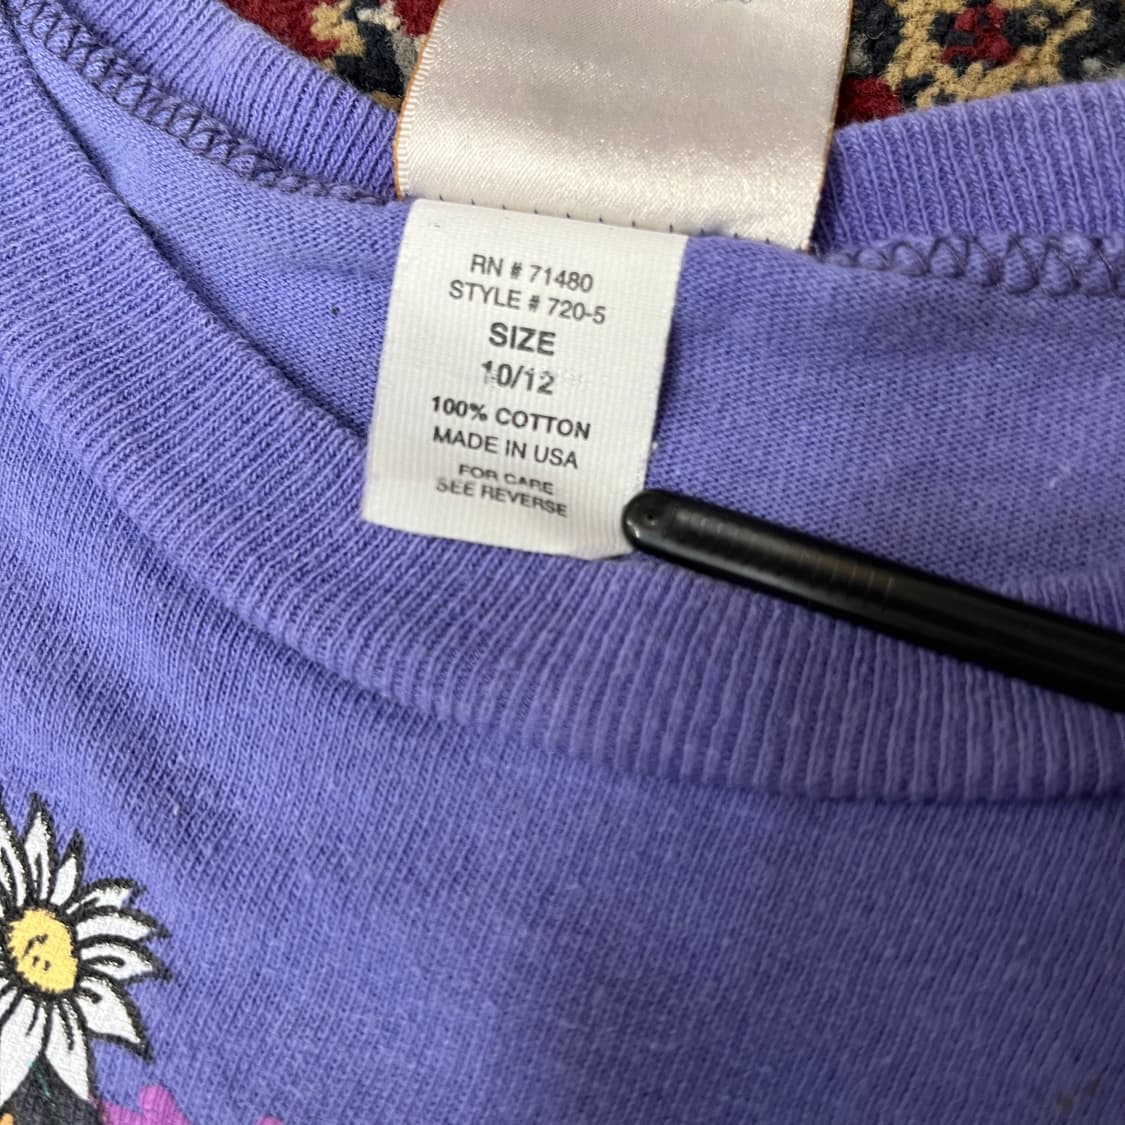 RN # 71480
STYLE # 720-5
SIZE
10/12
100% COTTON
MADE IN USA
FOR CARE
SEE REVERSE